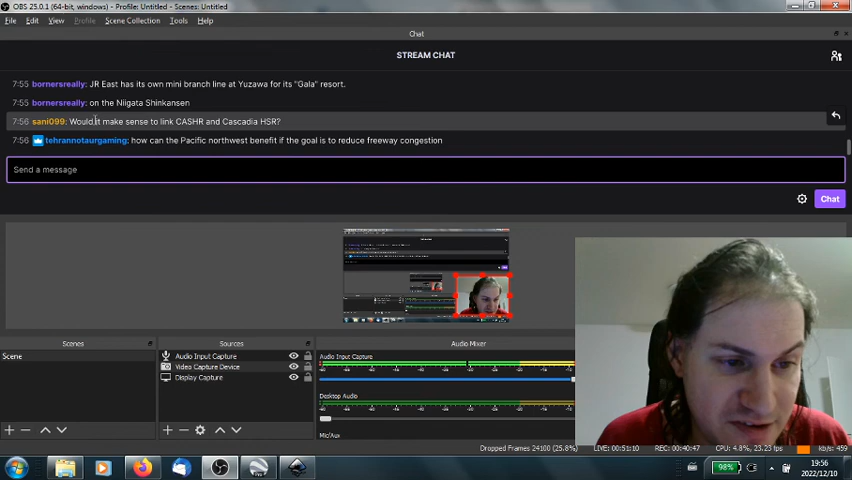 OBS 25.0.1 (64-bit, windows) - Profile: Untitled - Scenes: Untitled
File Edit View Profile Scene Collection Tools Help
Chat
STREAM CHAT
7:55 bornersreally: JR East has its own mini branch line at Yuzawa for its "Gala" resort.
7:55 bornersreally: on the Niigata Shinkansen
7:56 sani099: Would it make sense to link CASHR and Cascadia HSR?
7:56 tehrannotaurgaming: how can the Pacific northwest benefit if the goal is to reduce freeway congestion
Send a message
Chat
Scenes Sources Audio Mixer
Scene
Audio Input Capture
Video Capture Device
Display Capture
Audio Input Capture
Desktop Audio
Mic/Aux
Dropped Frames 24100 (25.8%) LIVE: 00:51:10 REC: 00:40:47 CPU: 4.8%, 23.23 fps kb/s: 459
98%
19:56
2022/12/10